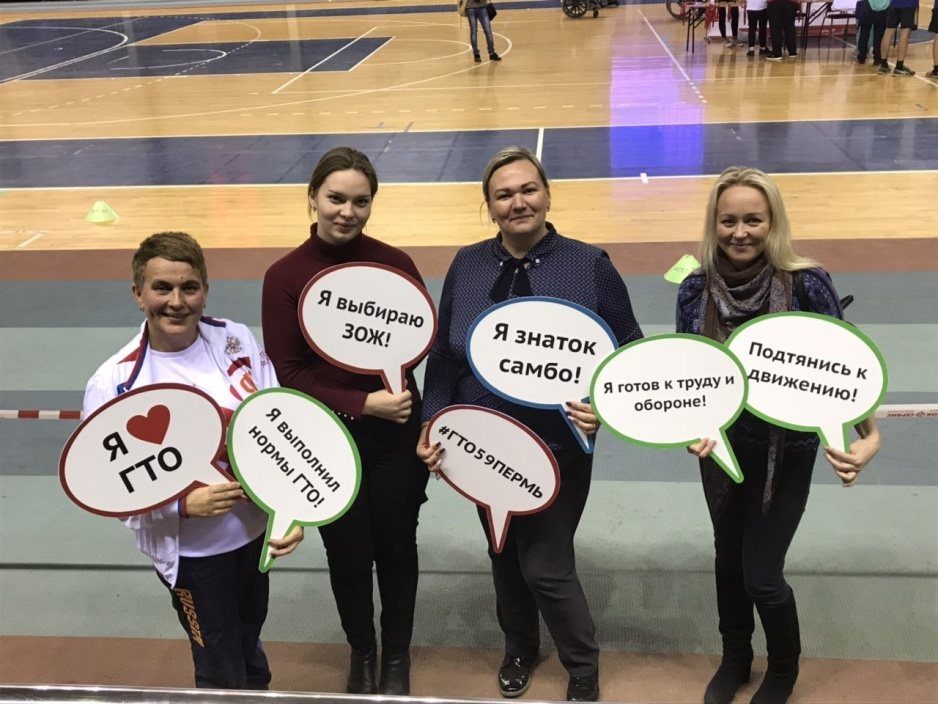 Я ❤
ГТО
Я выполнил
нормы ГТО!
Я выбираю
ЗОЖ!
#ГТО59ПЕРМЬ
Я знаток
самбо!
Я готов к труду и
обороне!
Подтянись к
движению!
RUSSIA